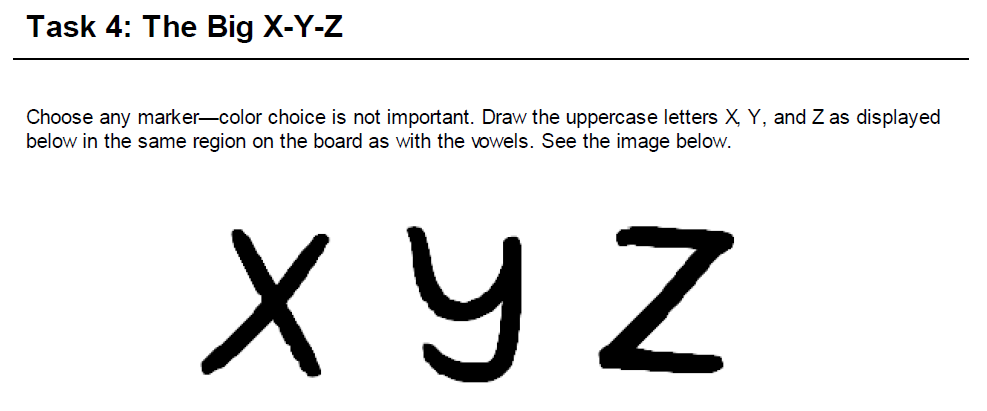 Task 4: The Big X-Y-Z
Choose any marker—color choice is not important. Draw the uppercase letters X, Y, and Z as displayed
below in the same region on the board as with the vowels. See the image below.
X Y Z